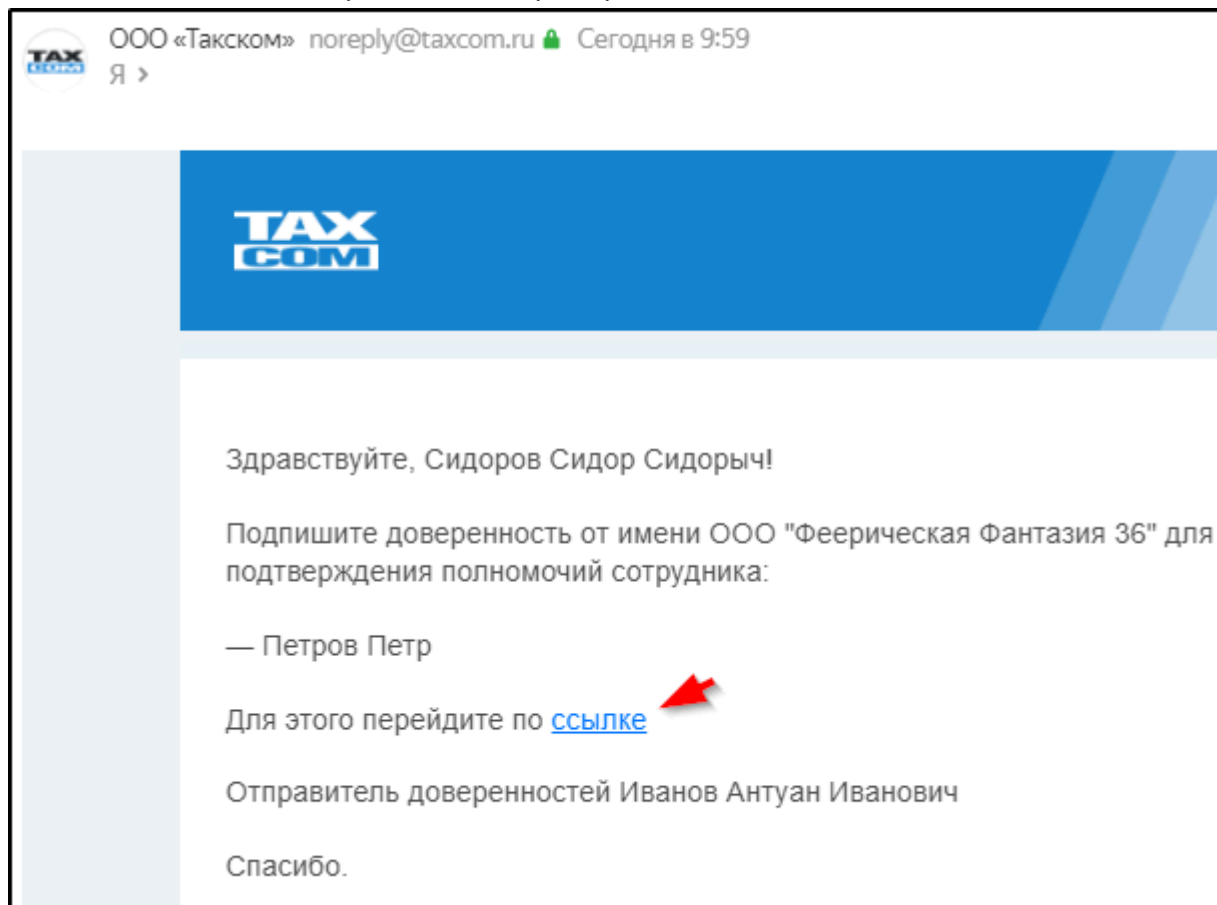 TAX
COM
ООО «Такском» noreply@taxcom.ru Сегодня в 9:59
Я >
TAX
COM
Здравствуйте, Сидоров Сидор Сидорыч!
Подпишите доверенность от имени ООО "Феерическая Фантазия 36" для
подтверждения полномочий сотрудника:
— Петров Петр
Для этого перейдите по ссылке
Отправитель доверенностей Иванов Антуан Иванович
Спасибо.